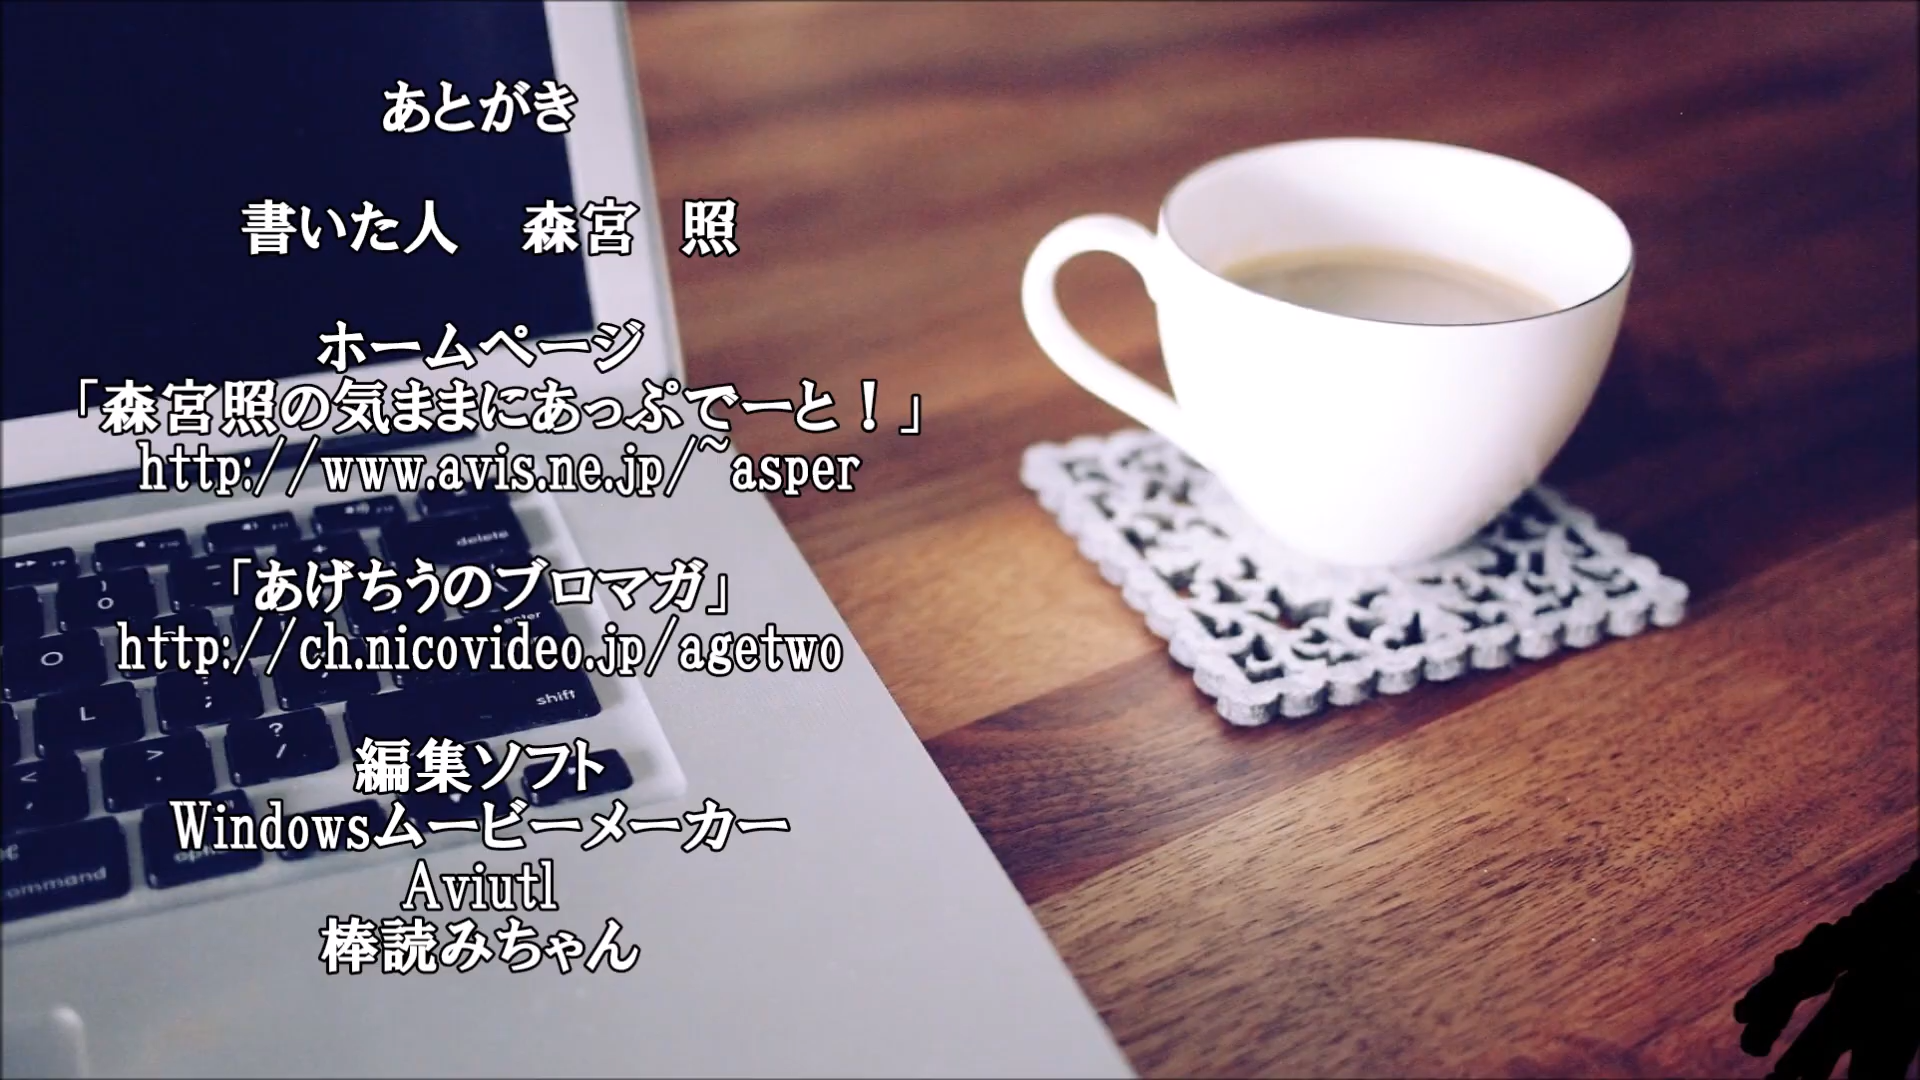 あとがき
書いた人　森宮　照
ホームページ
「森宮照の気ままにあっぷでーと！」
http://www.avis.ne.jp/~asper
「あげちうのブロマガ」
http://ch.nicovideo.jp/agetwo
編集ソフト
Windowsムービーメーカー
Aviutl
棒読みちゃん
delete
enter
shift
command